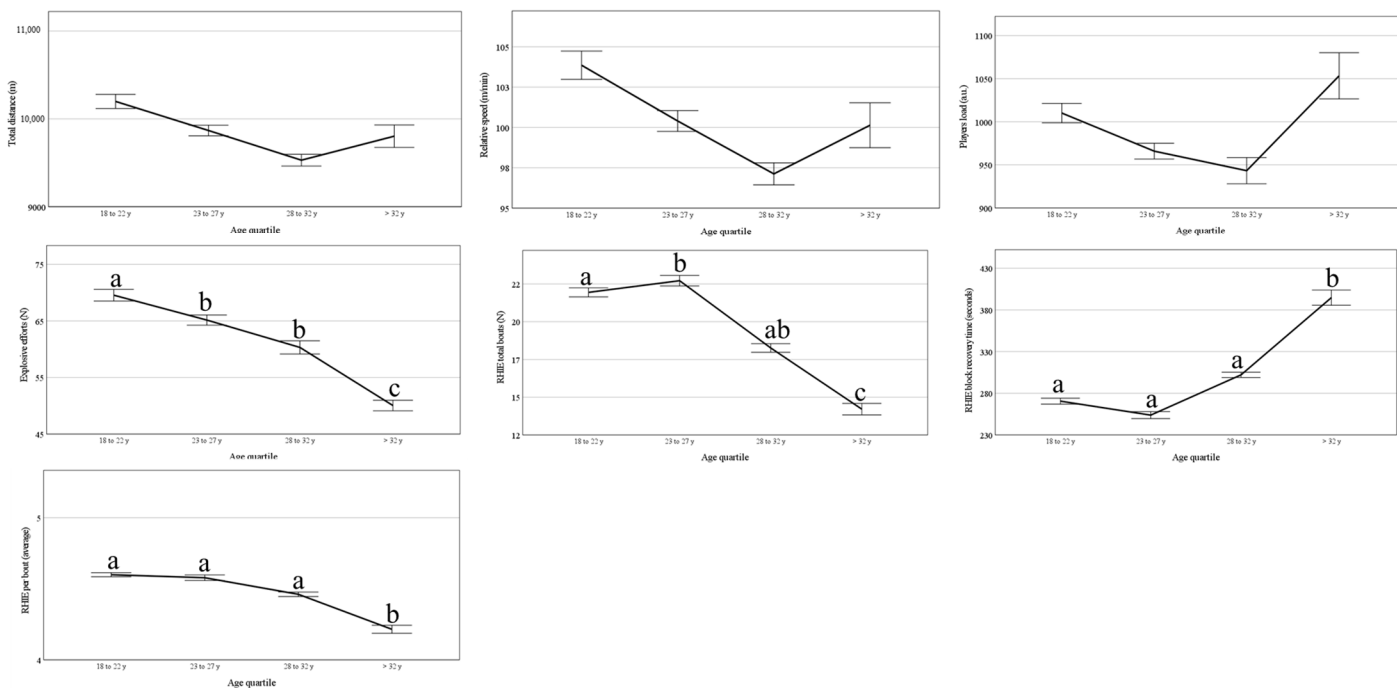 Total distance (m)
11,000
10,000
9000
18 to 22 y 23 to 27 y 28 to 32 y > 32 y
Age quartile
Relative speed (m/min)
105
103
100
98
95
18 to 22 y 23 to 27 y 28 to 32 y > 32 y
Age quartile
Players load (a.u.)
1100
1050
1000
950
900
18 to 22 y 23 to 27 y 28 to 32 y > 32 y
Age quartile
Explosive efforts (N)
75
65
55
45
a b b c
18 to 22 y 23 to 27 y 28 to 32 y > 32 y
Age quartile
RHIE total bouts (N)
22
20
17
15
12
a b ab c
18 to 22 y 23 to 27 y 28 to 32 y > 32 y
Age quartile
RHIE block recovery time (seconds)
430
380
330
280
230
a a a b
18 to 22 y 23 to 27 y 28 to 32 y > 32 y
Age quartile
RHIE per bout (average)
5
4
a a a b
18 to 22 y 23 to 27 y 28 to 32 y > 32 y
Age quartile